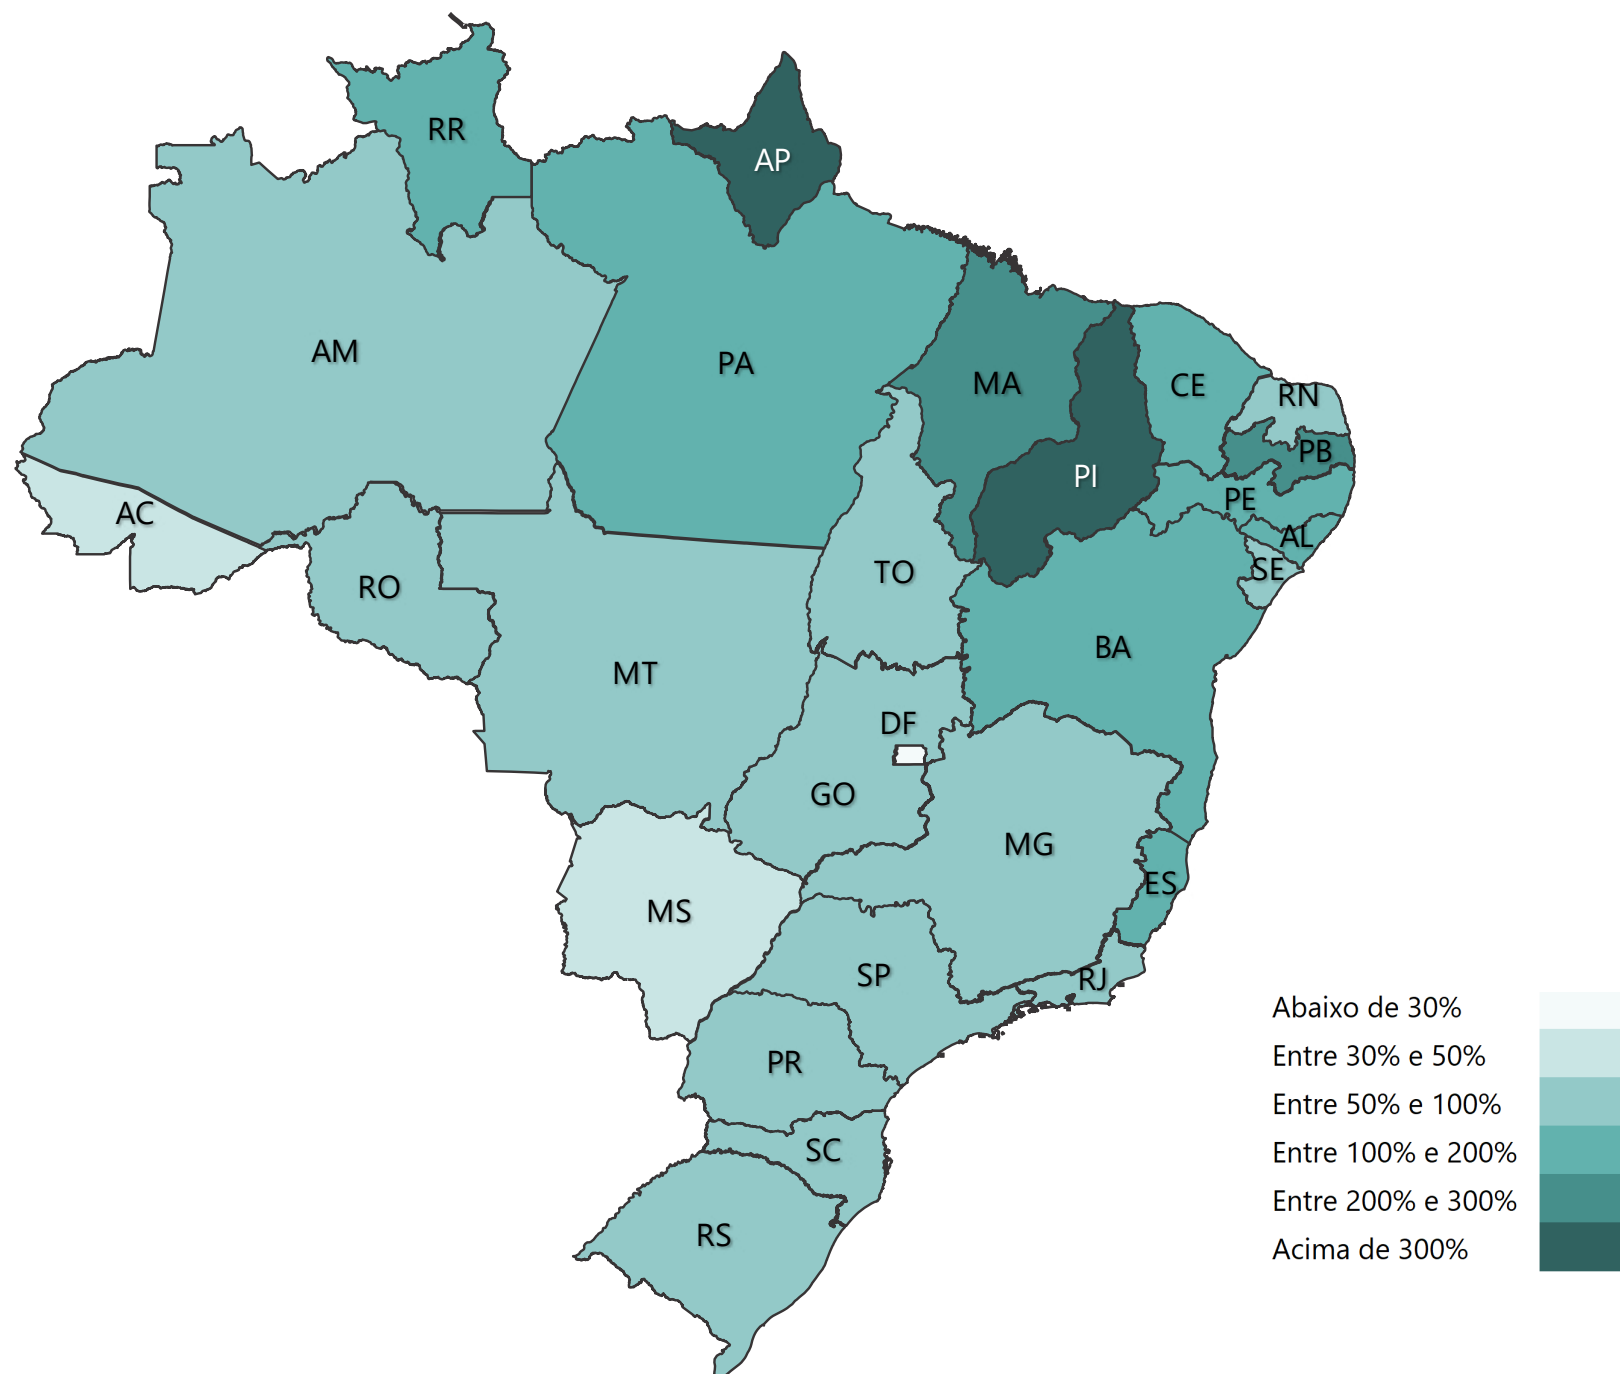 RR
AP
AM
PA
MA
CE
RN
PB
PI
PE
AC
AL
SE
RO
TO
BA
MT
DF
GO
MG
ES
MS
SP
RJ
PR
SC
RS
Abaixo de 30%
Entre 30% e 50%
Entre 50% e 100%
Entre 100% e 200%
Entre 200% e 300%
Acima de 300%